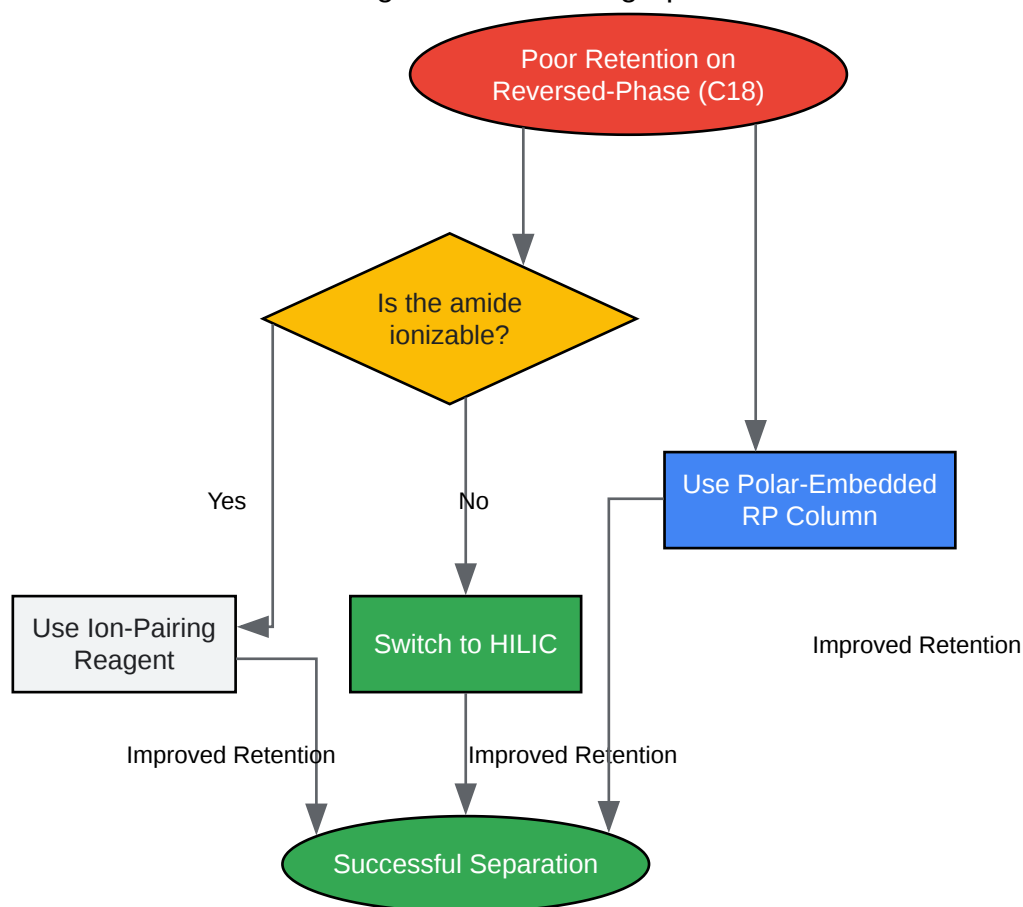 Poor Retention on
Reversed-Phase (C18)
Is the amide
ionizable?
Use Polar-Embedded
RP Column
Yes
No
Use Ion-Pairing
Reagent
Switch to HILIC
Improved Retention
Improved Retention
Improved Retention
Successful Separation